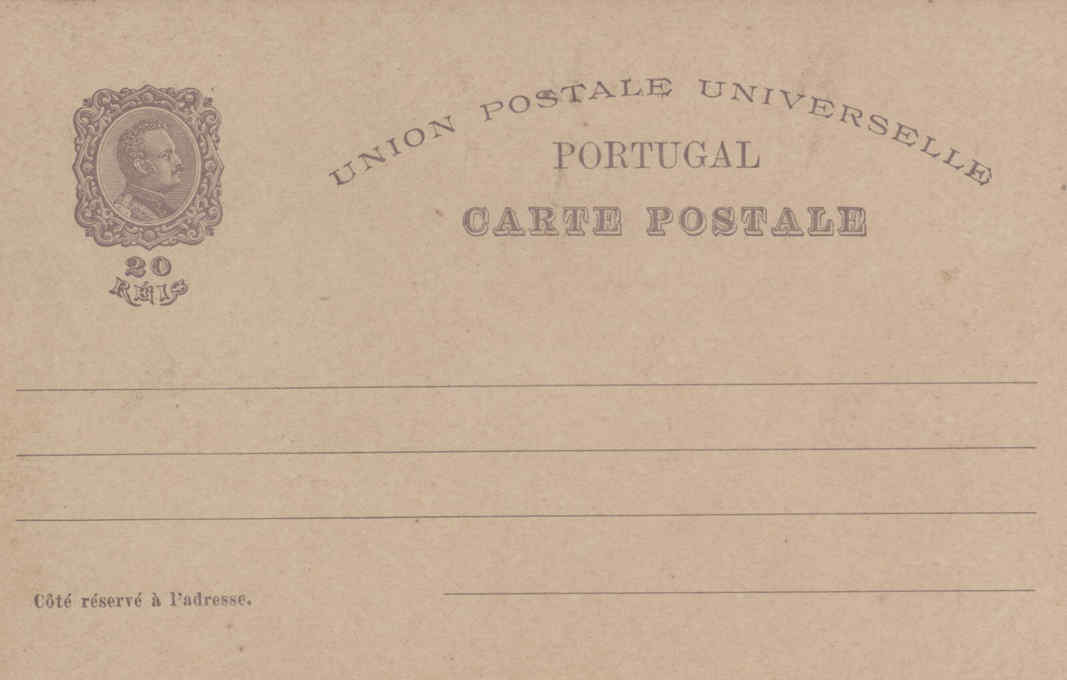 UNION POSTALE UNIVERSELLE
PORTUGAL
CARTE POSTALE
20
RÉIS
Côté réservé à l'adresse.